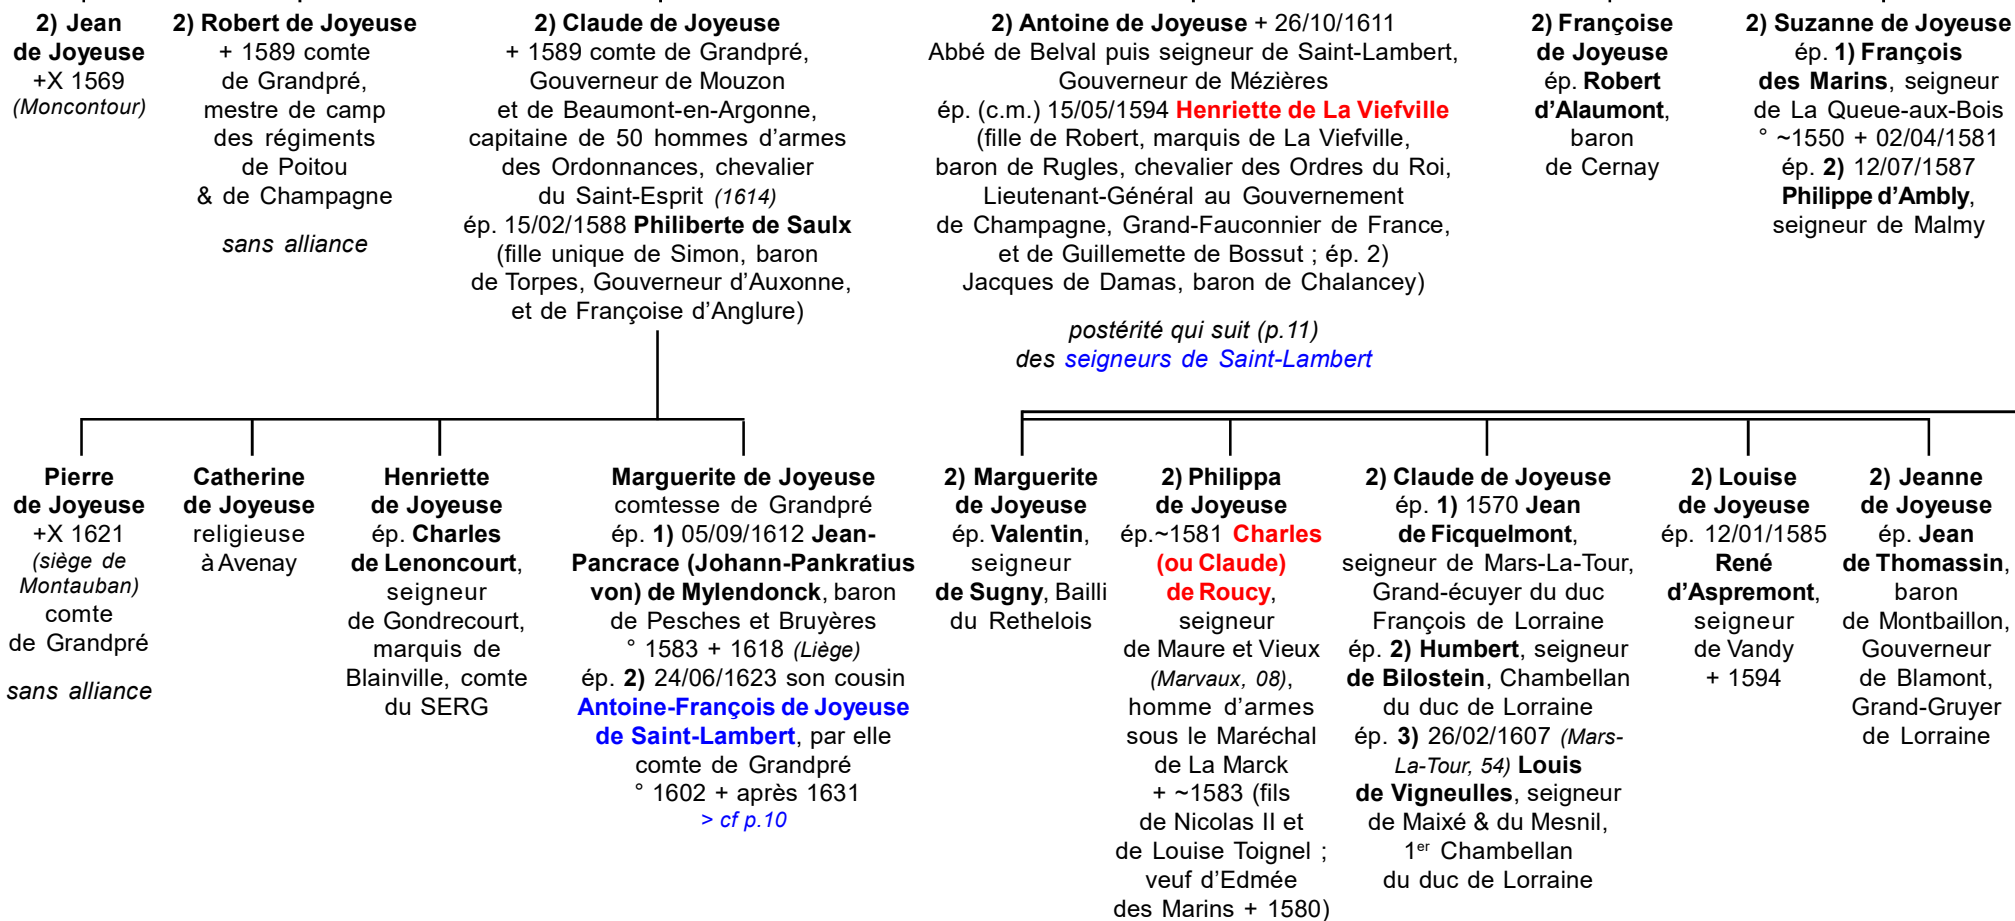 2) Jean
de Joyeuse
+X 1569
(Moncontour)
2) Robert de Joyeuse
+ 1589 comte
de Grandpré,
mestre de camp
des régiments
de Poitou
& de Champagne
sans alliance
2) Claude de Joyeuse
+ 1589 comte de Grandpré,
Gouverneur de Mouzon
et de Beaumont-en-Argonne,
capitaine de 50 hommes d'armes
des Ordonnances, chevalier
du Saint-Esprit (1614)
ép. 15/02/1588 Philiberte de Saulx
(fille unique de Simon, baron
de Torpes, Gouverneur d'Auxonne,
et de Françoise d'Anglure)
2) Antoine de Joyeuse + 26/10/1611
Abbé de Belval puis seigneur de Saint-Lambert,
Gouverneur de Mézières
ép. (c.m.) 15/05/1594 Henriette de La Viefville
(fille de Robert, marquis de La Viefville,
baron de Rugles, chevalier des Ordres du Roi,
Lieutenant-Général au Gouvernement
de Champagne, Grand-Fauconnier de France,
et de Guillemette de Bossut ; ép. 2)
Jacques de Damas, baron de Chalancey)
postérité qui suit (p.11)
des seigneurs de Saint-Lambert
2) Françoise
de Joyeuse
ép. Robert
d'Alaumont,
baron
de Cernay
2) Suzanne de Joyeuse
ép. 1) François
des Marins, seigneur
de La Queue-aux-Bois
° ~1550 + 02/04/1581
ép. 2) 12/07/1587
Philippe d'Ambly,
seigneur de Malmy
Pierre
de Joyeuse
+X 1621
(siège de
Montauban)
comte
de Grandpré
sans alliance
Catherine
de Joyeuse
religieuse
à Avenay
Henriette
de Joyeuse
ép. Charles
de Lenoncourt,
seigneur
de Gondrecourt,
marquis de
Blainville, comte
du SERG
Marguerite de Joyeuse
comtesse de Grandpré
ép. 1) 05/09/1612 Jean-
Pancrace (Johann-Pankratius
von) de Mylendonck, baron
de Pesches et Bruyères
° 1583 + 1618 (Liège)
ép. 2) 24/06/1623 son cousin
Antoine-François de Joyeuse
de Saint-Lambert, par elle
comte de Grandpré
° 1602 + après 1631
> cf p.10
2) Marguerite
de Joyeuse
ép. Valentin,
seigneur
de Sugny, Bailli
du Rethelois
2) Philippa
de Joyeuse
ép.~1581 Charles
(ou Claude)
de Roucy,
seigneur
de Maure et Vieux
(Marvaux, 08),
homme d'armes
sous le Maréchal
de La Marck
+ ~1583 (fils
de Nicolas II et
de Louise Toignel ;
veuf d'Edmée
des Marins + 1580)
2) Claude de Joyeuse
ép. 1) 1570 Jean
de Ficquelmont,
seigneur de Mars-La-Tour,
Grand-écuyer du duc
François de Lorraine
ép. 2) Humbert, seigneur
de Bilostein, Chambellan
du duc de Lorraine
ép. 3) 26/02/1607 (Mars-
La-Tour, 54) Louis
de Vigneulles, seigneur
de Maixé & du Mesnil,
1er Chambellan
du duc de Lorraine
2) Louise
de Joyeuse
ép. 12/01/1585
René
d'Aspremont,
seigneur
de Vandy
+ 1594
2) Jeanne
de Joyeuse
ép. Jean
de Thomassin,
baron
de Montbaillon,
Gouverneur
de Blamont,
Grand-Gruyer
de Lorraine